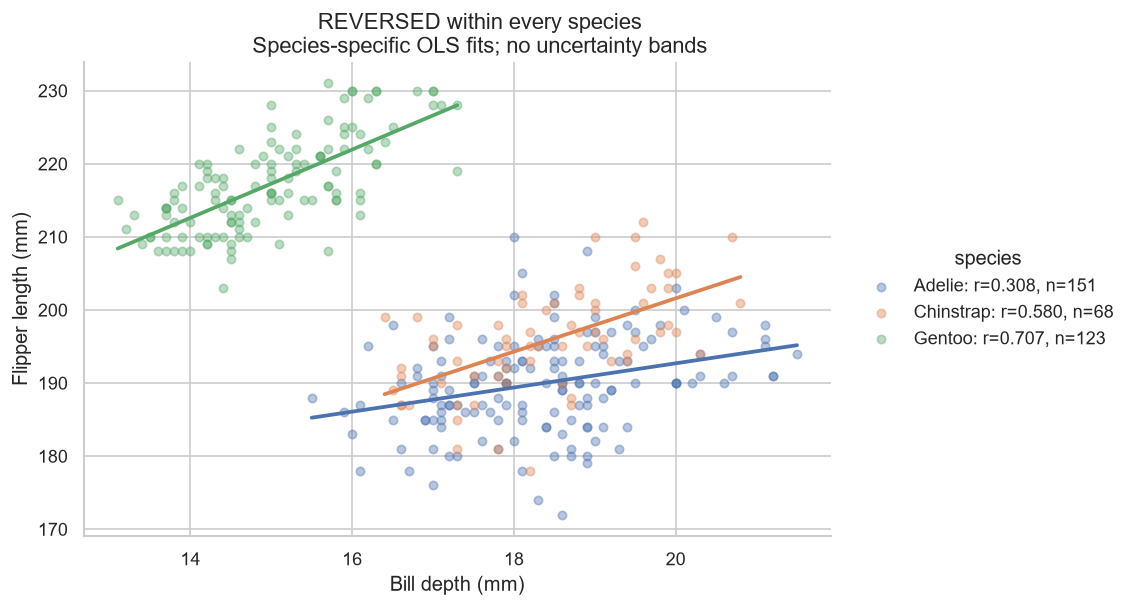 REVERSED within every species
Species-specific OLS fits; no uncertainty bands
230
220
210
200
190
180
170
Flipper length (mm)
14
16
18
20
Bill depth (mm)
species
Adelie: r=0.308, n=151
Chinstrap: r=0.580, n=68
Gentoo: r=0.707, n=123